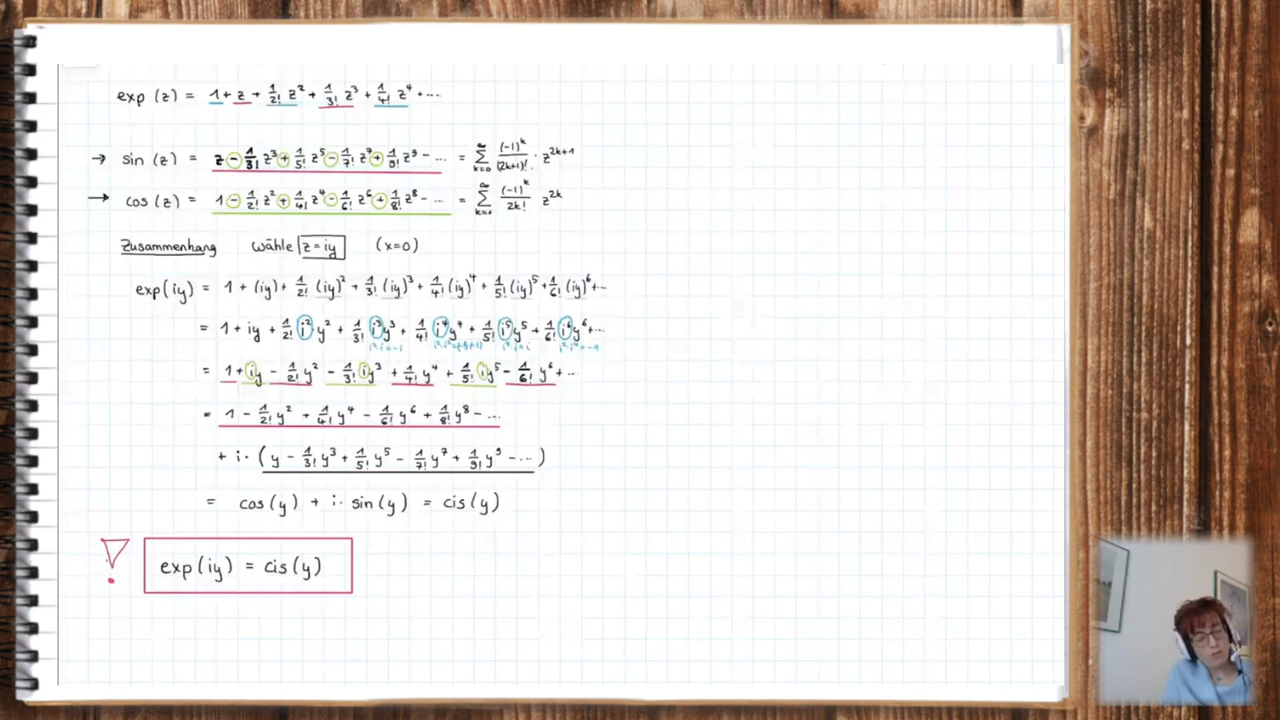 exp (z) = 1 + z + 1/2! z² + 1/3! z³ + 1/4! z⁴ + ...
→ sin (z) = z - 1/3! z³ + 1/5! z⁵ - 1/7! z⁷ + 1/9! z⁹ - ... = ∞ Σ k=0 (-1)^k / (2k+1)! · z^(2k+1)
→ cos (z) = 1 - 1/2! z² + 1/4! z⁴ - 1/6! z⁶ + 1/8! z⁸ - ... = ∞ Σ k=0 (-1)^k / 2k! z^(2k)
Zusammenhang wähle z = iy (x=0)
exp(iy) = 1 + (iy) + 1/2! (iy)² + 1/3! (iy)³ + 1/4! (iy)⁴ + 1/5! (iy)⁵ + 1/6! (iy)⁶ + ...
= 1 + iy + 1/2! i² y² + 1/3! i³ y³ + 1/4! i⁴ y⁴ + 1/5! i⁵ y⁵ + 1/6! i⁶ y⁶ + ...
= 1 + iy - 1/2! y² - 1/3! i y³ + 1/4! y⁴ + 1/5! i y⁵ - 1/6! y⁶ + ...
= 1 - 1/2! y² + 1/4! y⁴ - 1/6! y⁶ + 1/8! y⁸ - ...
+ i · ( y - 1/3! y³ + 1/5! y⁵ - 1/7! y⁷ + 1/9! y⁹ - ... )
= cos(y) + i · sin(y) = cis(y)
! exp(iy) = cis(y)